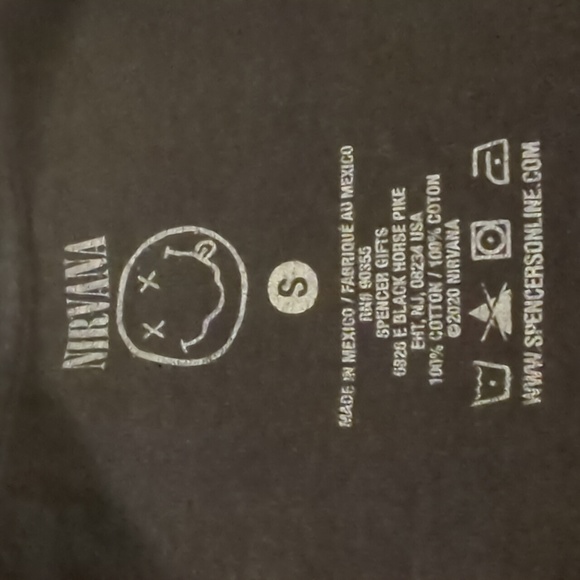 NIRVANA
S
MADE IN MEXICO / FABRIQUÉ AU MEXICO
RN# 90355
SPENCER GIFTS
6826 E BLACK HORSE PIKE
EHT, NJ, 08234 USA
100% COTTON / 100% COTON
©2020 NIRVANA
WWW.SPENCERSONLINE.COM